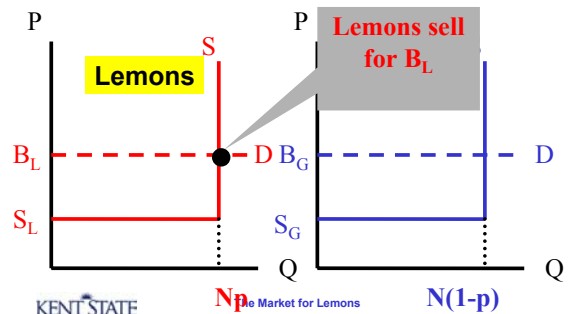 P
S
Lemons
B_L
D
S_L
Q
Np
Lemons sell
for B_L
P
B_G
D
S_G
Q
N(1-p)
KENT STATE
The Market for Lemons